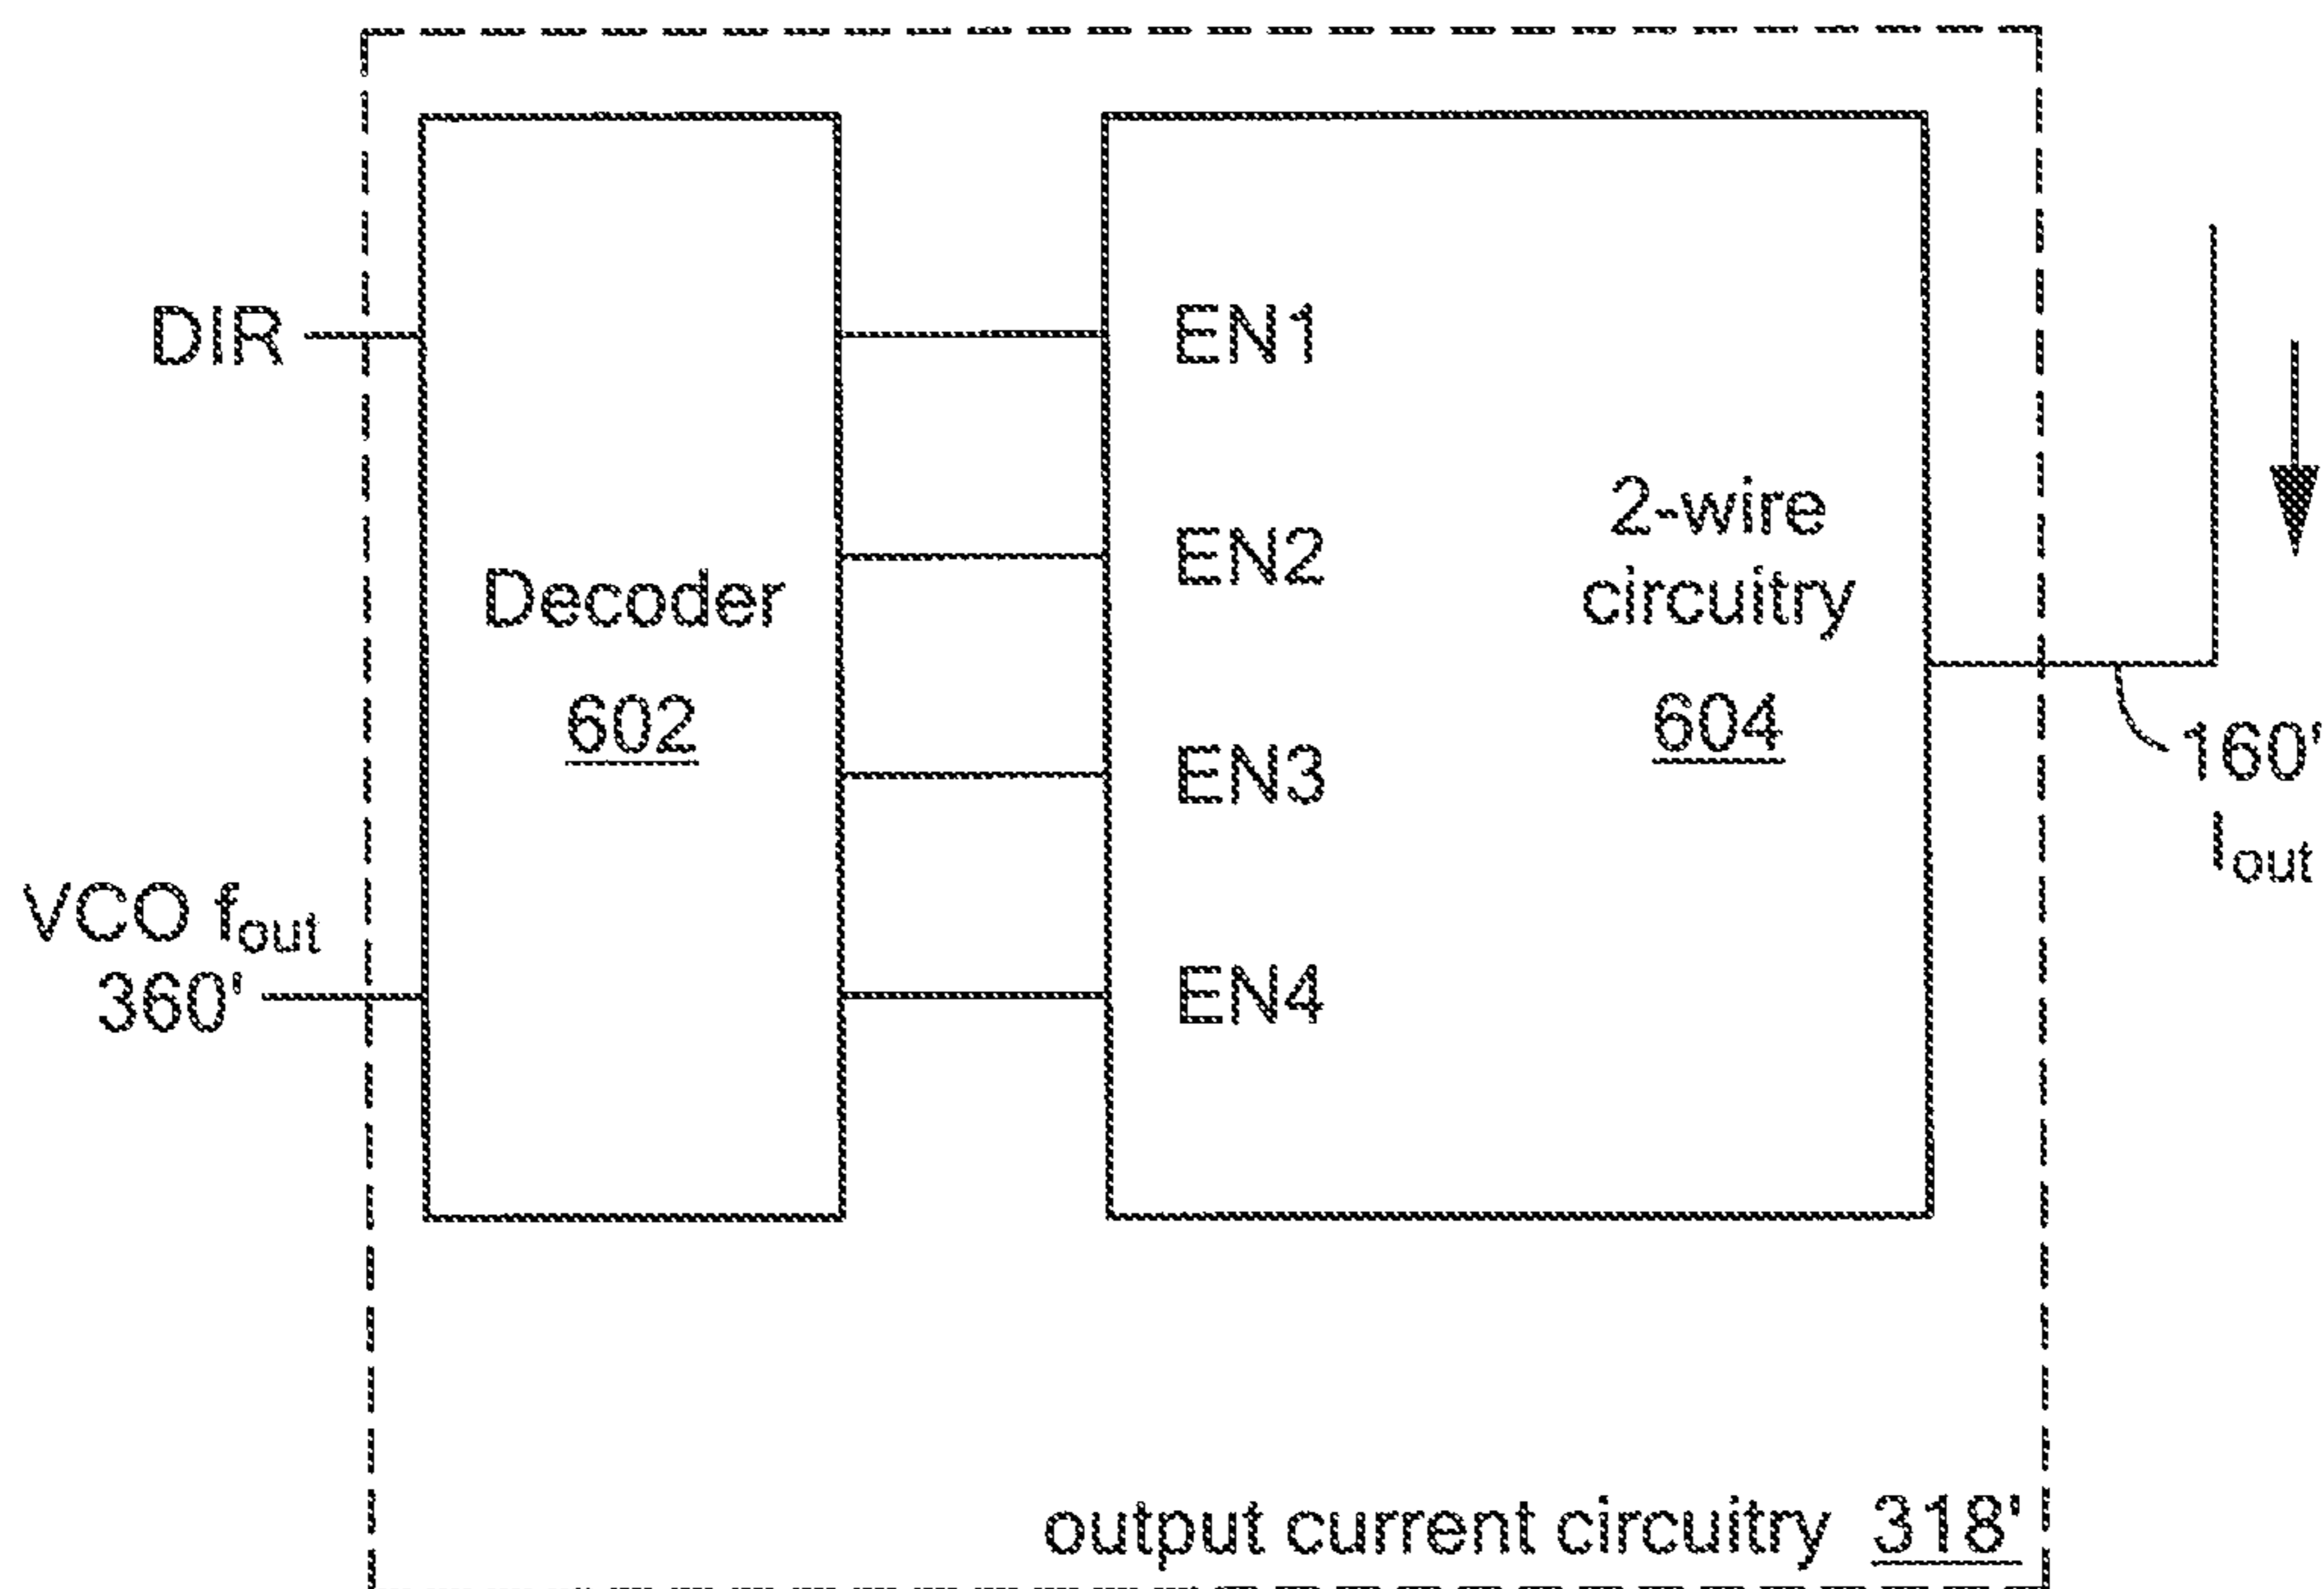 DIR
VCO fout
360'
Decoder
602
EN1
EN2
EN3
EN4
2-wire
circuitry
604
160'
Iout
output current circuitry 318'